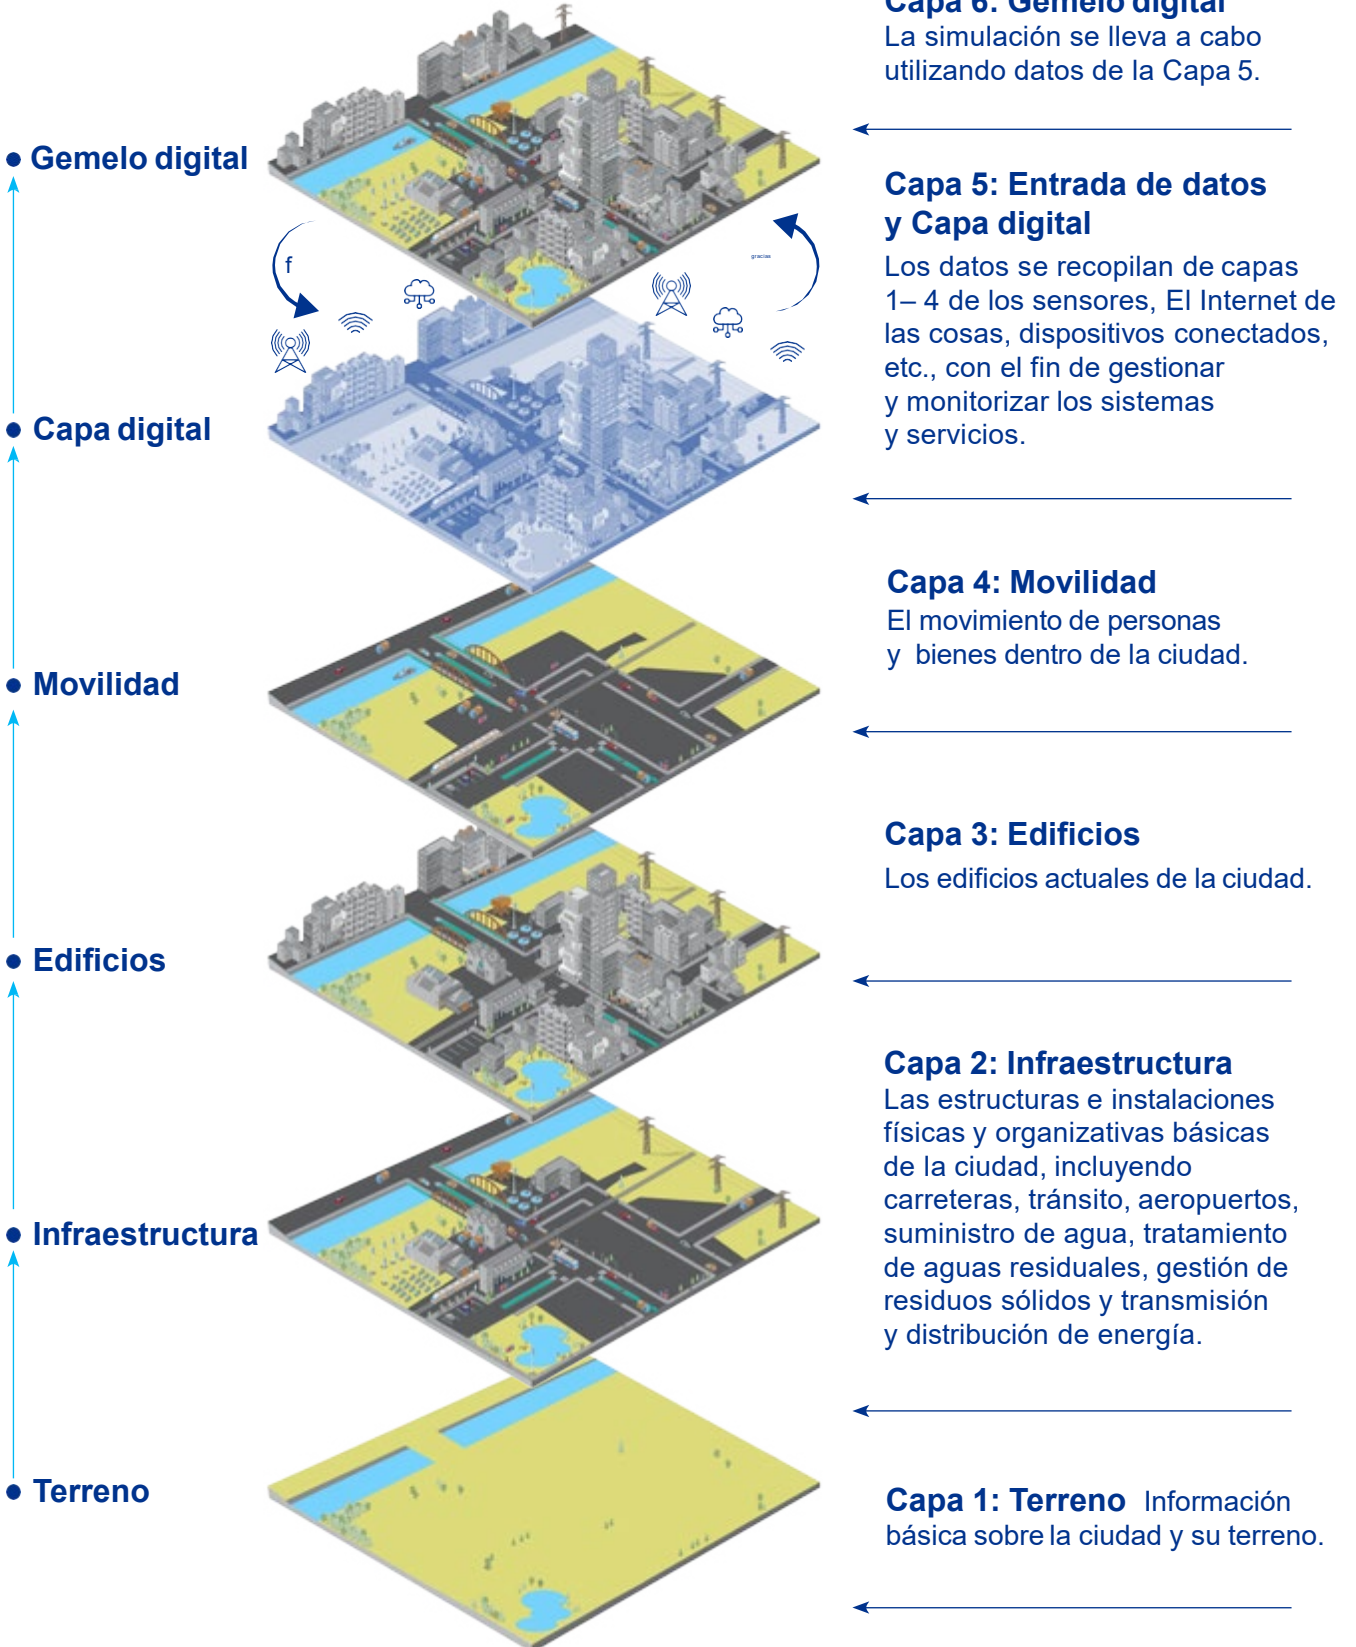 Capa 6: Gemelo digital
La simulación se lleva a cabo
utilizando datos de la Capa 5.
Gemelo digital
Capa 5: Entrada de datos
y Capa digital
Los datos se recopilan de capas
1– 4 de los sensores, El Internet de
las cosas, dispositivos conectados,
etc., con el fin de gestionar
y monitorizar los sistemas
y servicios.
f
gracias
Capa digital
Capa 4: Movilidad
El movimiento de personas
y bienes dentro de la ciudad.
Movilidad
Capa 3: Edificios
Los edificios actuales de la ciudad.
Edificios
Capa 2: Infraestructura
Las estructuras e instalaciones
físicas y organizativas básicas
de la ciudad, incluyendo
carreteras, tránsito, aeropuertos,
suministro de agua, tratamiento
de aguas residuales, gestión de
residuos sólidos y transmisión
y distribución de energía.
Infraestructura
Terreno
Capa 1: Terreno Información
básica sobre la ciudad y su terreno.